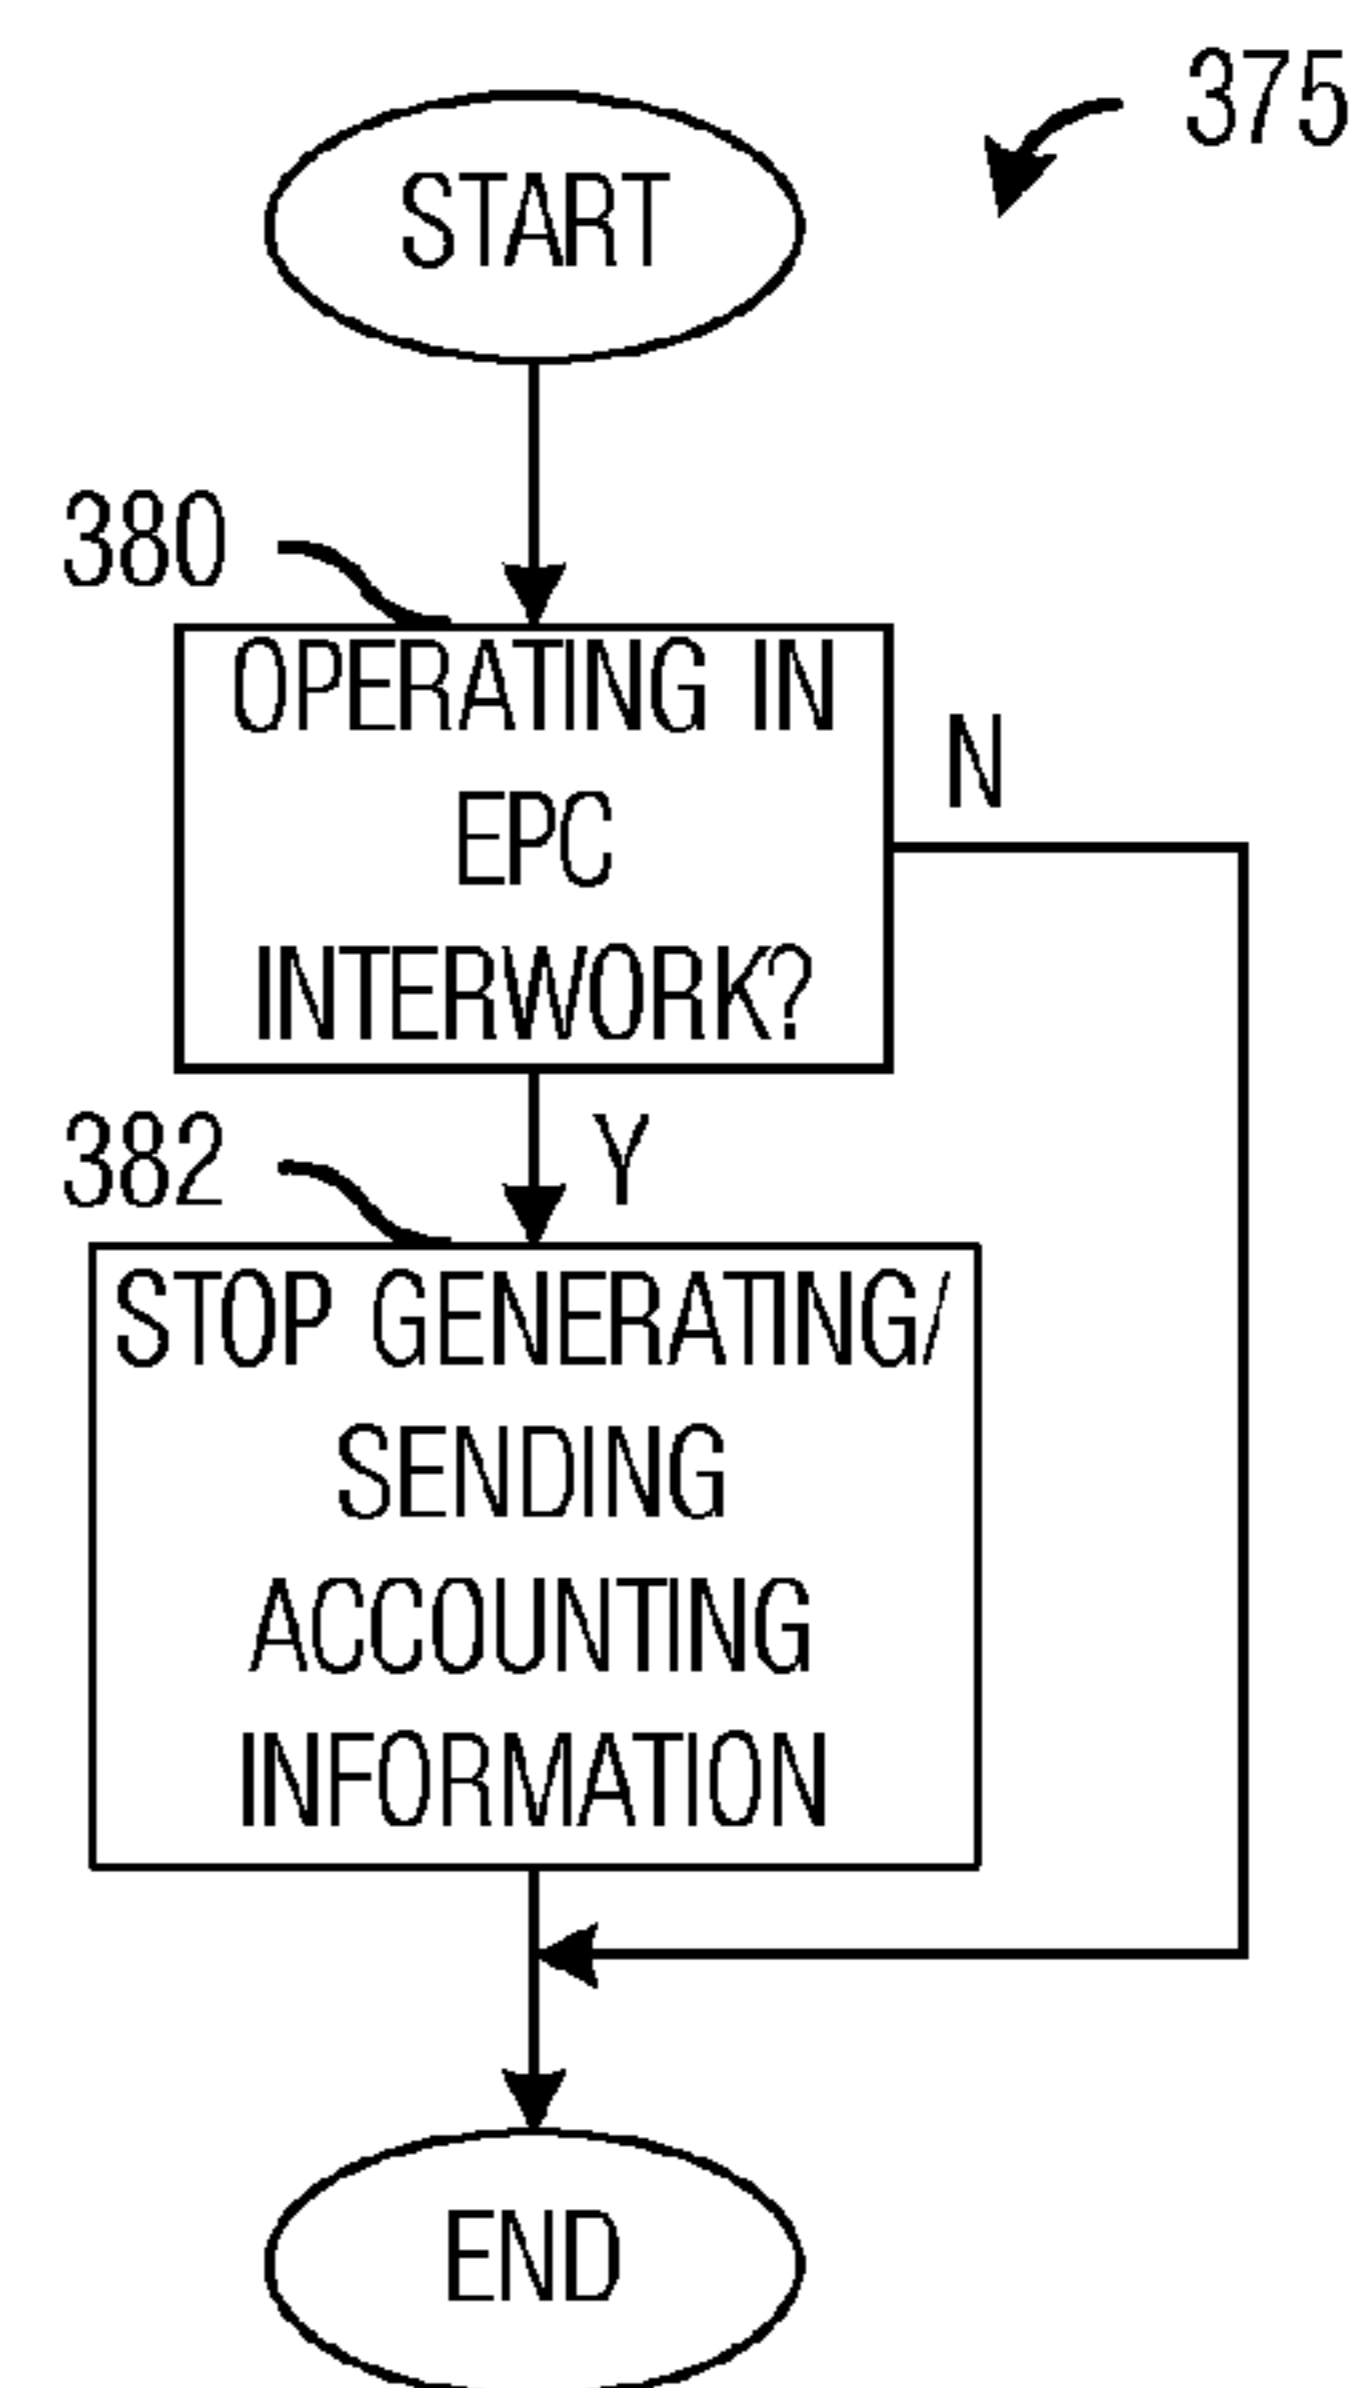 375
START
380
OPERATING IN
EPC
INTERWORK?
N
Y
382
STOP GENERATING/
SENDING
ACCOUNTING
INFORMATION
END